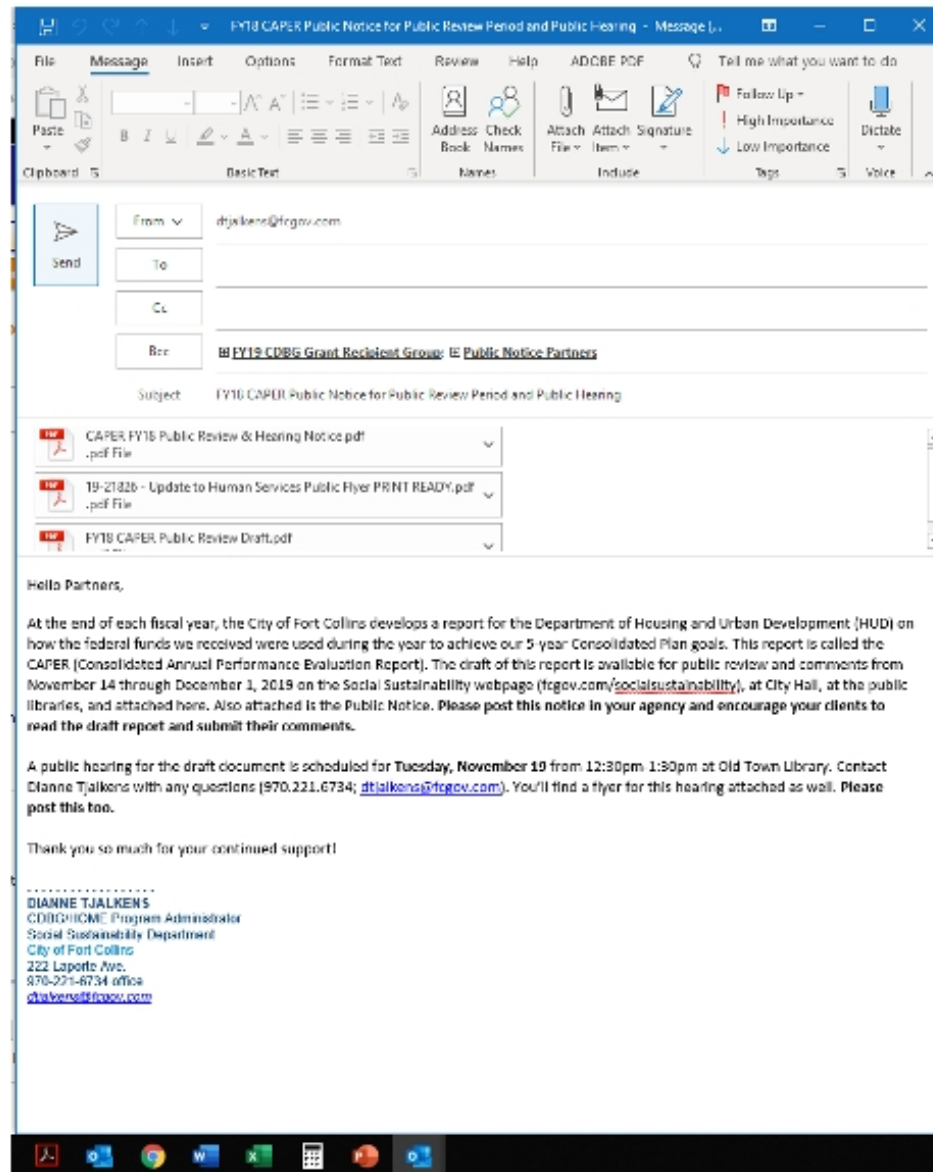 FY18 CAPER Public Notice for Public Review Period and Public Hearing - Message (...
File Message Insert Options Format Text Review Help ADOBE PDF Tell me what you want to do
Paste
B I U
Address Book
Check Names
Attach File
Attach Item
Signature
Follow Up
High Importance
Low Importance
Dictate
Clipboard Basic Text Names Include Tags Voice
Send
From dtjalkens@fcgov.com
To
Cc
Bcc FY19 CDBG Grant Recipient Group; Public Notice Partners
Subject FY18 CAPER Public Notice for Public Review Period and Public Hearing
CAPER FY18 Public Review & Hearing Notice.pdf
.pdf File
19-21826 - Update to Human Services Public Flyer PRINT READY.pdf
.pdf File
FY18 CAPER Public Review Draft.pdf
Hello Partners,
At the end of each fiscal year, the City of Fort Collins develops a report for the Department of Housing and Urban Development (HUD) on
how the federal funds we received were used during the year to achieve our 5-year Consolidated Plan goals. This report is called the
CAPER (Consolidated Annual Performance Evaluation Report). The draft of this report is available for public review and comments from
November 14 through December 1, 2019 on the Social Sustainability webpage (fcgov.com/socialsustainability), at City Hall, at the public
libraries, and attached here. Also attached is the Public Notice. Please post this notice in your agency and encourage your clients to
read the draft report and submit their comments.
A public hearing for the draft document is scheduled for Tuesday, November 19 from 12:30pm-1:30pm at Old Town Library. Contact
Dianne Tjalkens with any questions (970.221.6734; dtjalkens@fcgov.com). You'll find a flyer for this hearing attached as well. Please
post this too.
Thank you so much for your continued support!
DIANNE TJALKENS
CDBG/HOME Program Administrator
Social Sustainability Department
City of Fort Collins
222 Laporte Ave.
970-221-6734 office
dtjalkens@fcgov.com